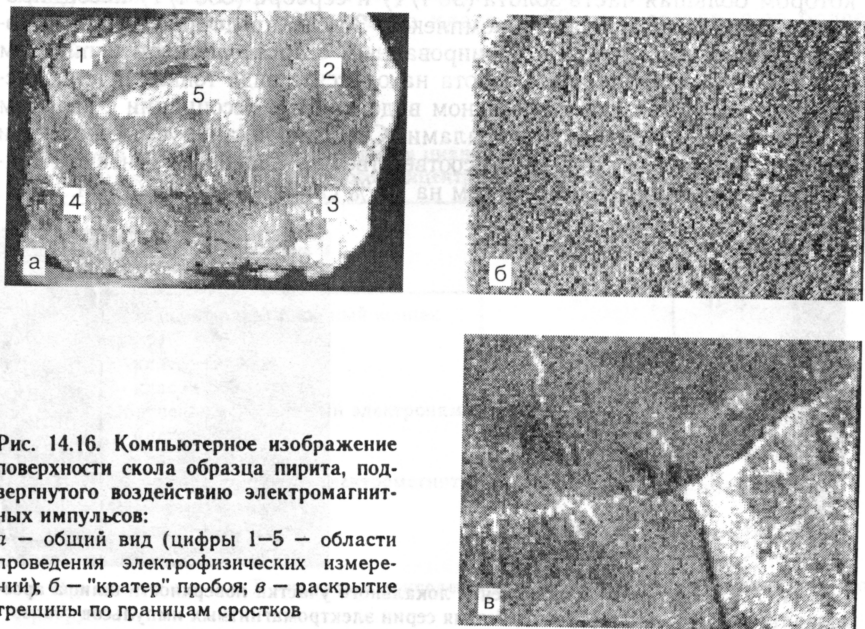 1
2
5
4
3
а
б
Рис. 14.16. Компьютерное изображение
поверхности скола образца пирита, под-
вергнутого воздействию электромагнит-
ных импульсов:
а — общий вид (цифры 1—5 — области
проведения электрофизических измере-
ний); б — "кратер" пробоя; в — раскрытие
трещины по границам сростков
в